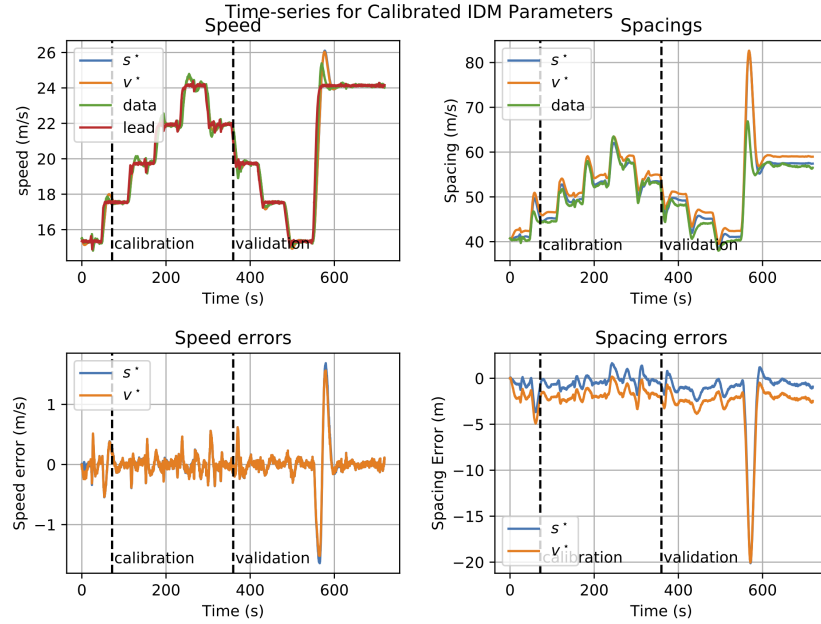 Time-series for Calibrated IDM Parameters
Speed
26
24
22
20
18
16
speed (m/s)
s⋆
v⋆
data
lead
calibration
validation
0
200
400
600
Time (s)
Spacings
80
70
60
50
40
Spacing (m/s)
s⋆
v⋆
data
calibration
validation
0
200
400
600
Time (s)
Speed errors
1
0
−1
Speed error (m/s)
s⋆
v⋆
calibration
validation
0
200
400
600
Time (s)
Spacing errors
0
−5
−10
−15
−20
Spacing Error (m)
s⋆
v⋆
calibration
validation
0
200
400
600
Time (s)